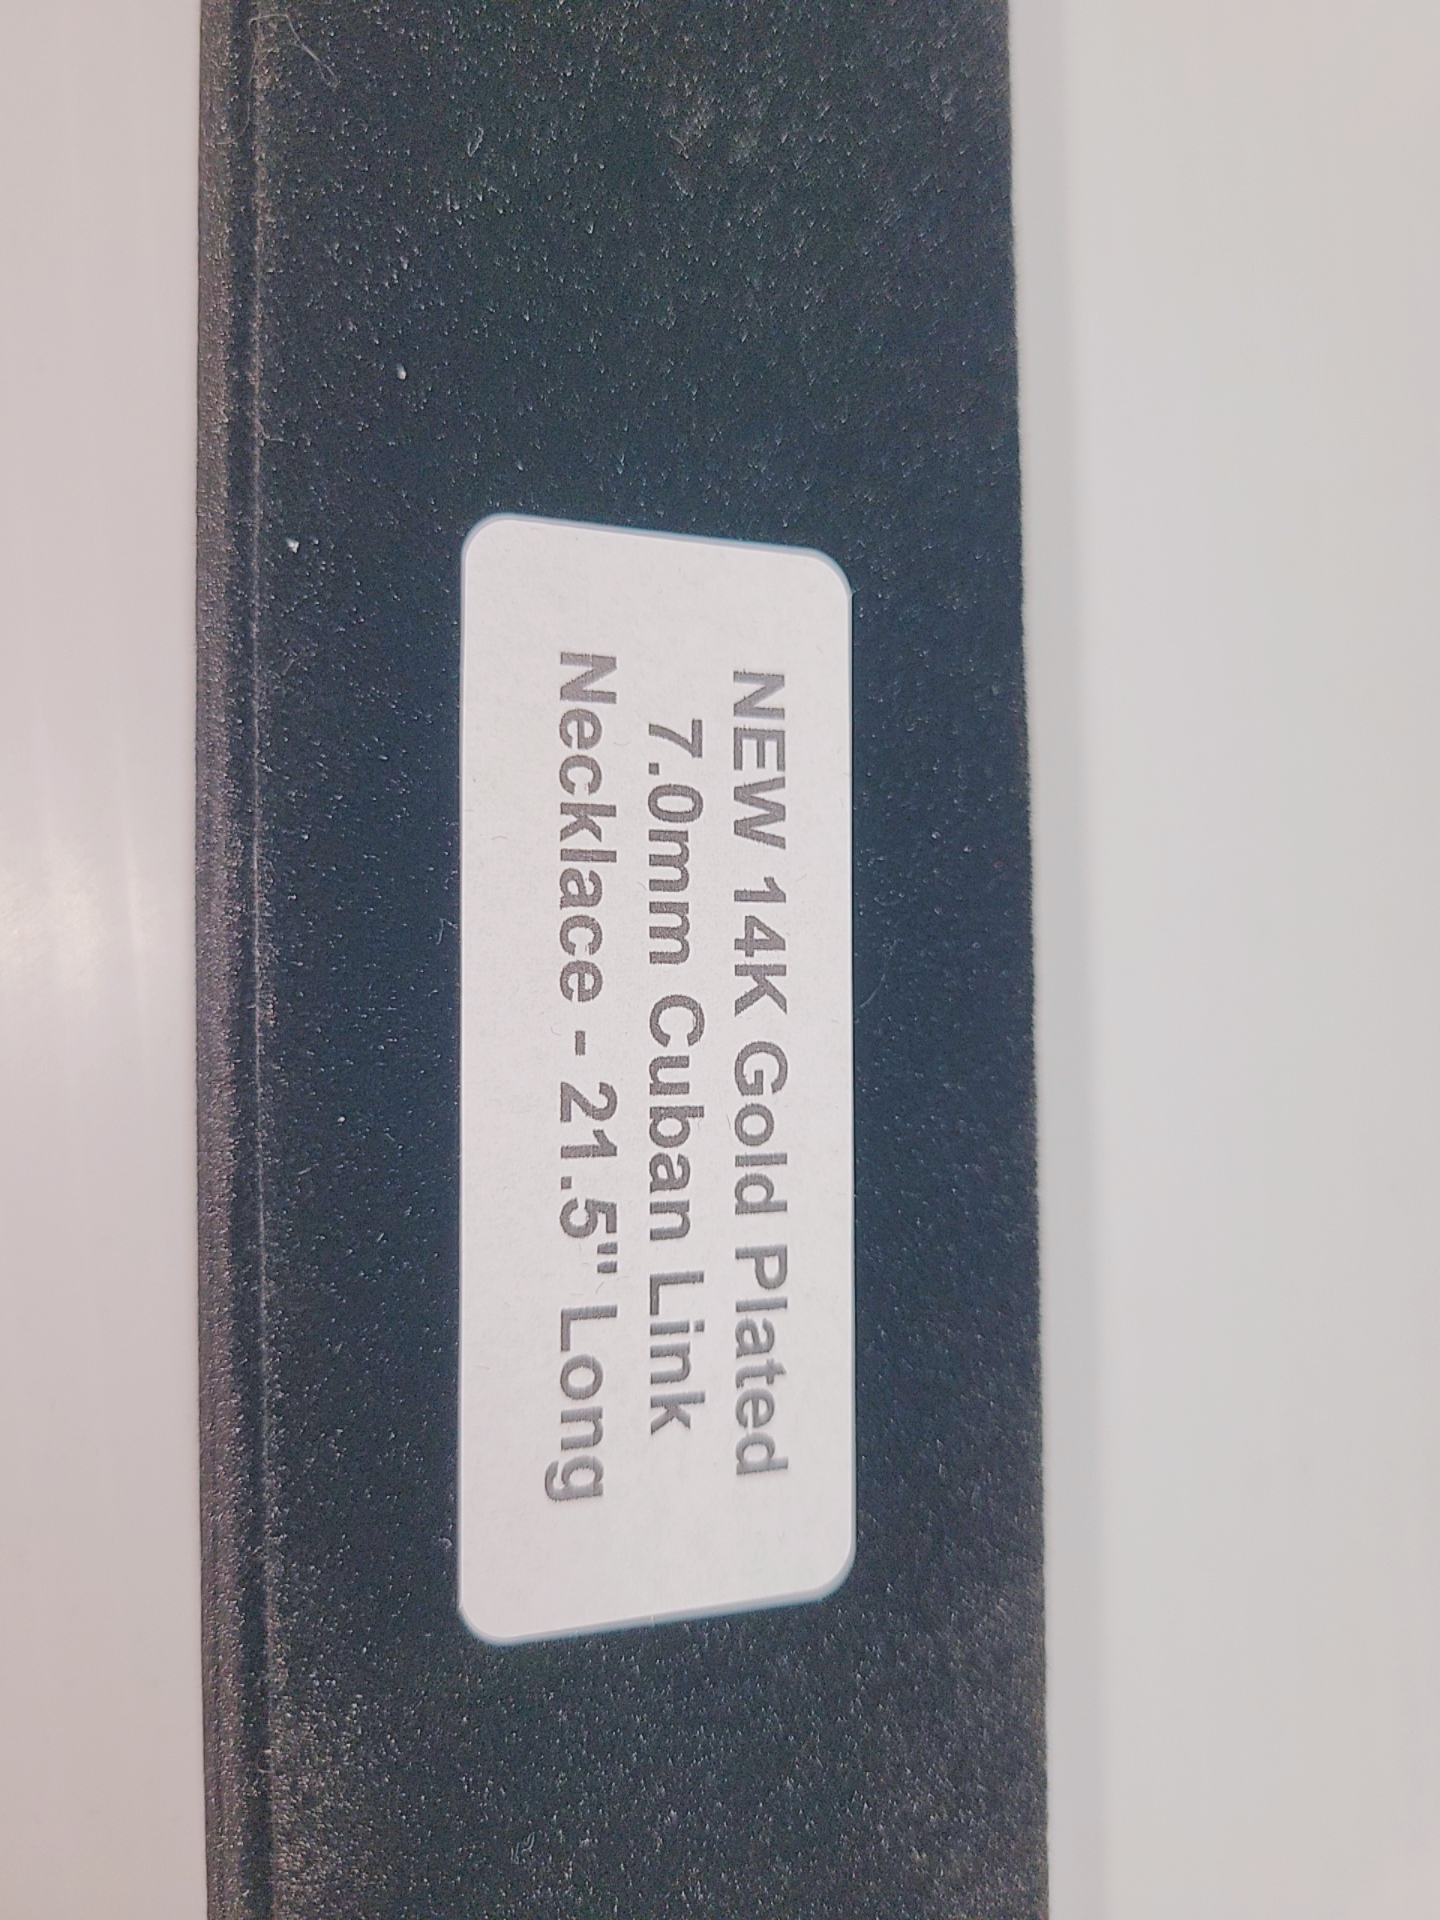 NEW 14K Gold Plated
7.0mm Cuban Link
Necklace - 21.5" Long